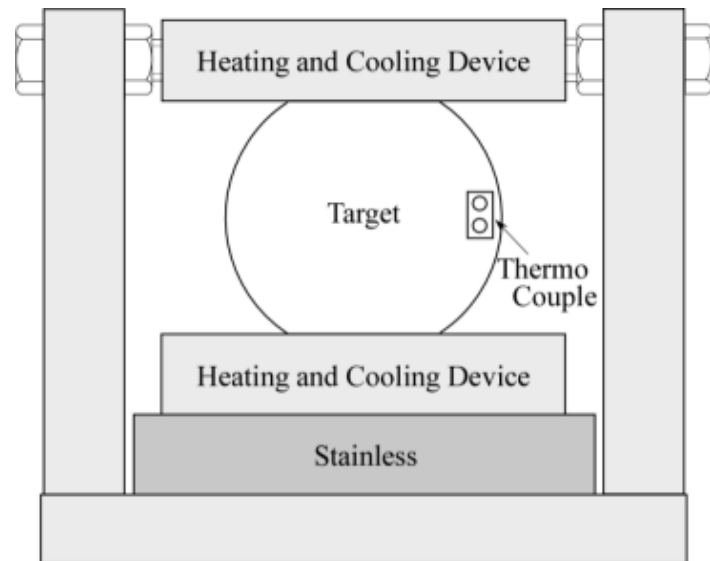 Heating and Cooling Device
Target
Thermo
Couple
Heating and Cooling Device
Stainless